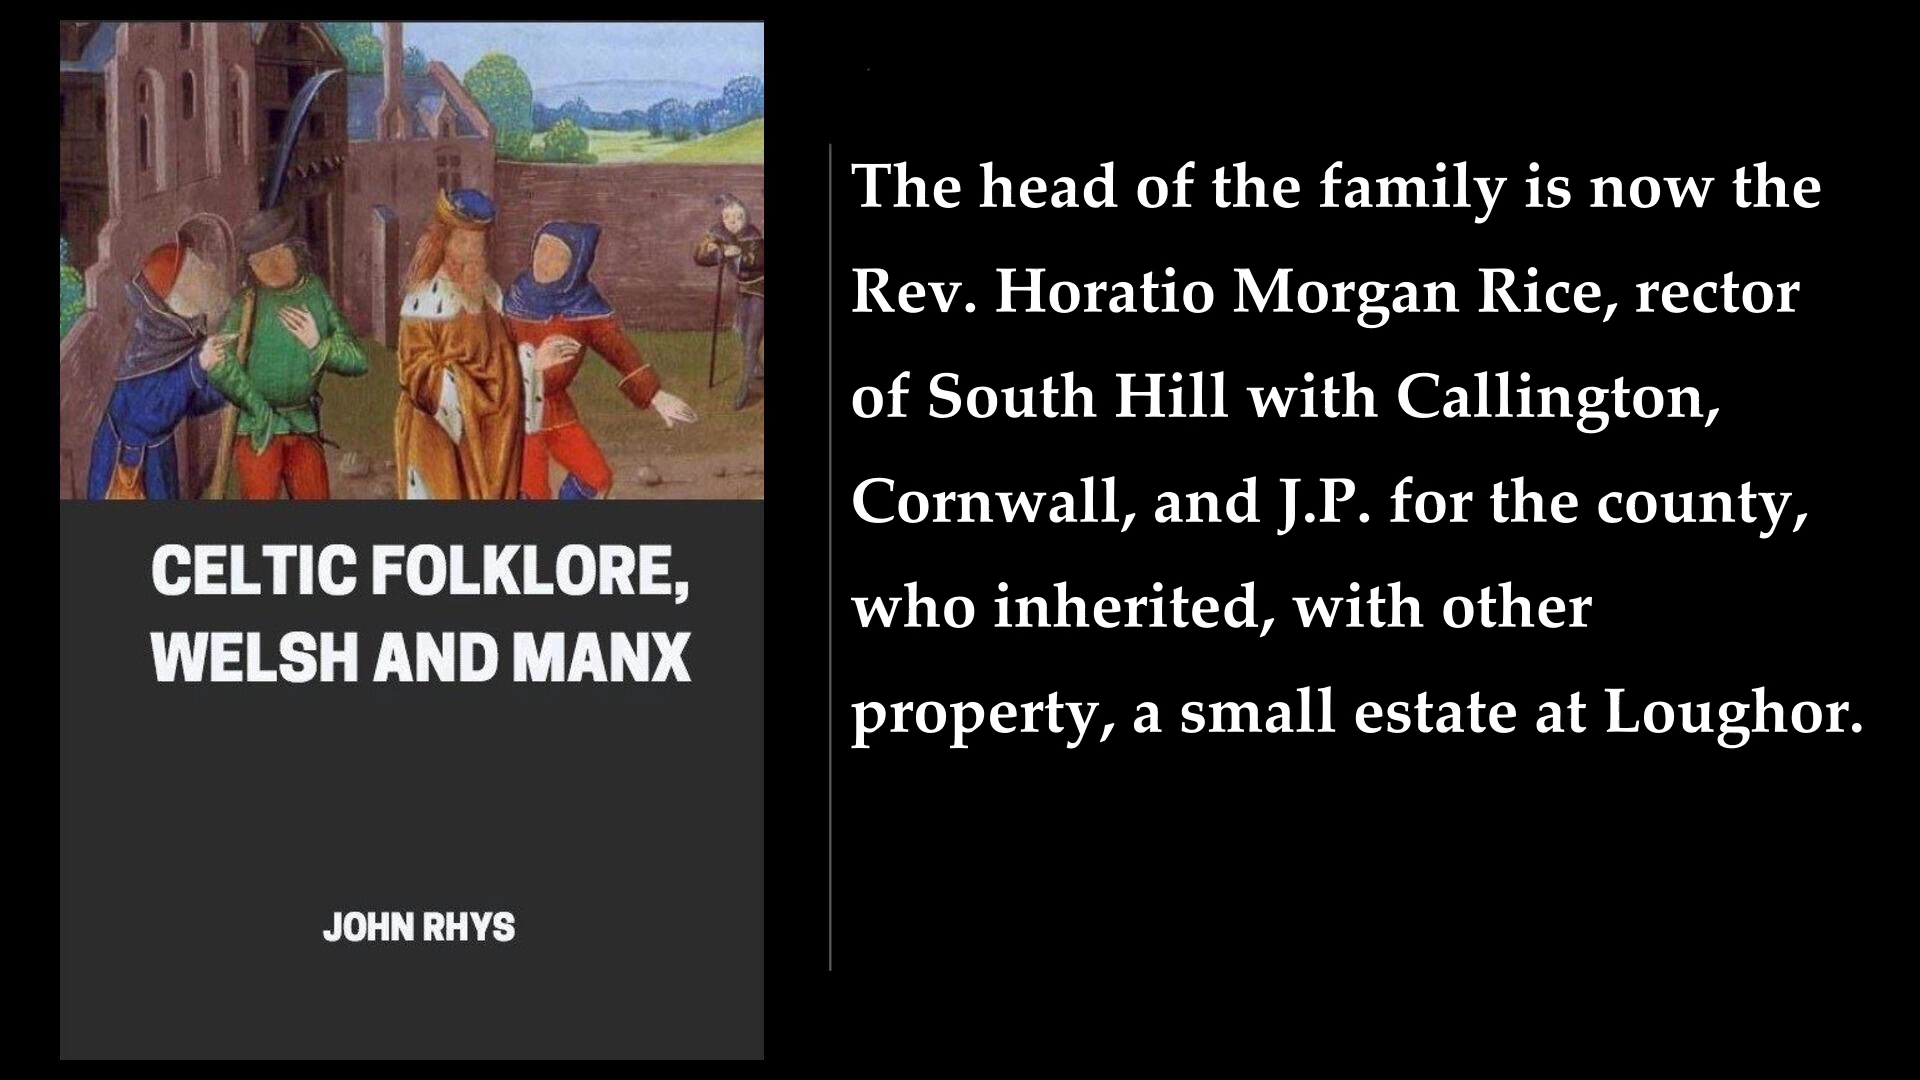 CELTIC FOLKLORE,
WELSH AND MANX
JOHN RHYS
The head of the family is now the
Rev. Horatio Morgan Rice, rector
of South Hill with Callington,
Cornwall, and J.P. for the county,
who inherited, with other
property, a small estate at Loughor.